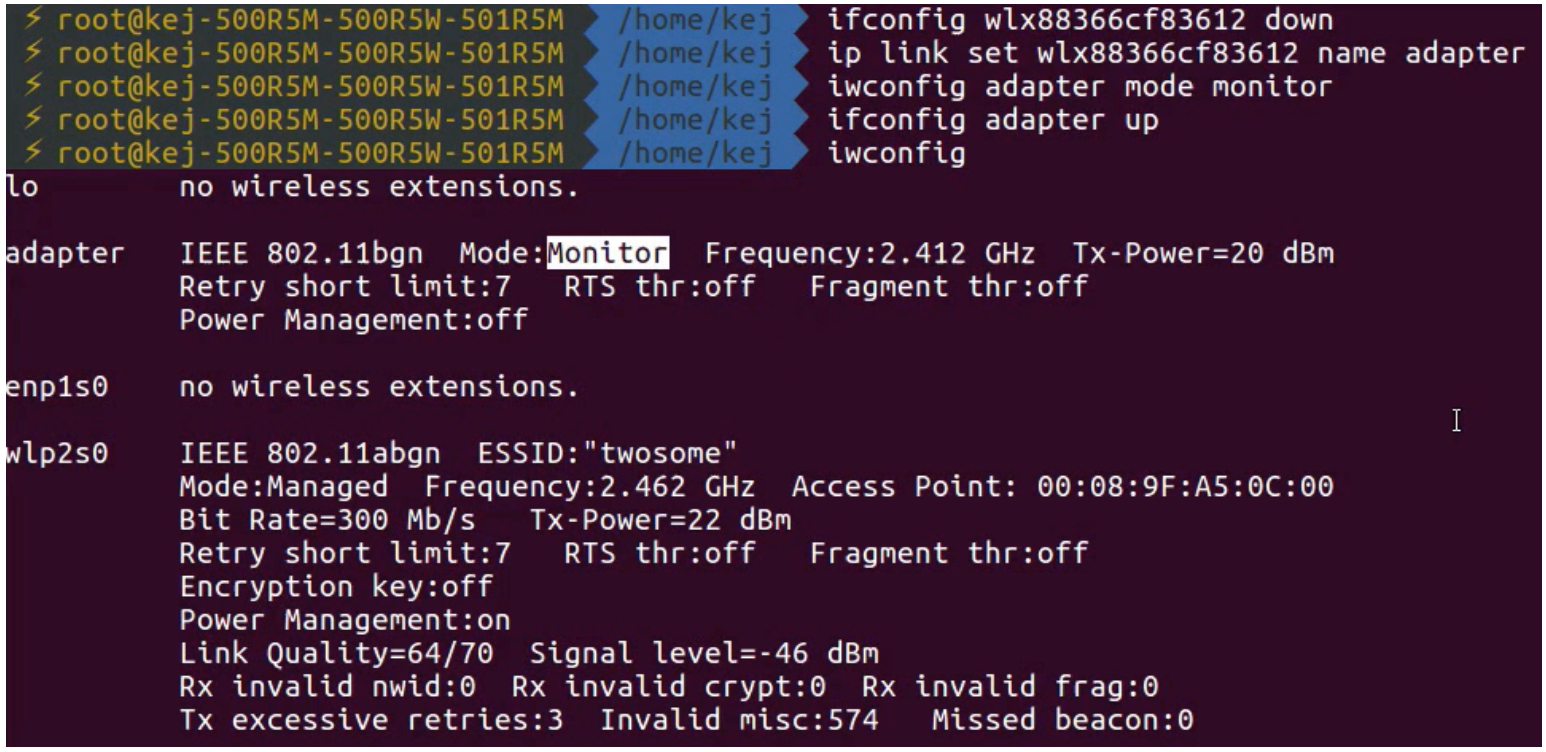 ⚡ root@kej-500R5M-500R5W-501R5M /home/kej ifconfig wlx88366cf83612 down
⚡ root@kej-500R5M-500R5W-501R5M /home/kej ip link set wlx88366cf83612 name adapter
⚡ root@kej-500R5M-500R5W-501R5M /home/kej iwconfig adapter mode monitor
⚡ root@kej-500R5M-500R5W-501R5M /home/kej ifconfig adapter up
⚡ root@kej-500R5M-500R5W-501R5M /home/kej iwconfig
lo no wireless extensions.
adapter IEEE 802.11bgn Mode:Monitor Frequency:2.412 GHz Tx-Power=20 dBm
Retry short limit:7 RTS thr:off Fragment thr:off
Power Management:off
enp1s0 no wireless extensions.
wlp2s0 IEEE 802.11abgn ESSID:"twosome"
Mode:Managed Frequency:2.462 GHz Access Point: 00:08:9F:A5:0C:00
Bit Rate=300 Mb/s Tx-Power=22 dBm
Retry short limit:7 RTS thr:off Fragment thr:off
Encryption key:off
Power Management:on
Link Quality=64/70 Signal level=-46 dBm
Rx invalid nwid:0 Rx invalid crypt:0 Rx invalid frag:0
Tx excessive retries:3 Invalid misc:574 Missed beacon:0